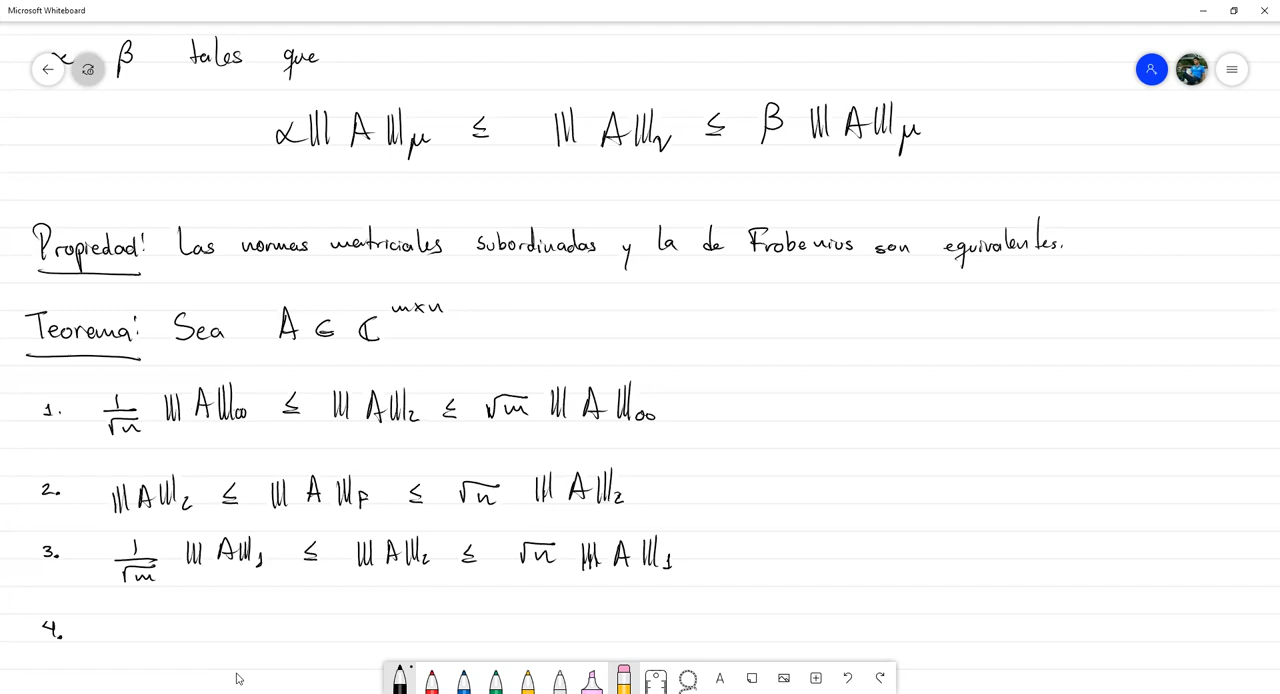 Microsoft Whiteboard
β tales que
α ||| A |||μ ≤ ||| A |||ν ≤ β ||| A |||μ
Propiedad: Las normas matriciales subordinadas y la de Frobenius son equivalentes.
Teorema: Sea A ∈ ℂ^{m×n}
1. 1/√n ||| A |||∞ ≤ ||| A |||2 ≤ √m ||| A |||∞
2. ||| A |||2 ≤ ||| A |||F ≤ √n ||| A |||2
3. 1/√m ||| A |||1 ≤ ||| A |||2 ≤ √n ||| A |||1
4.
A